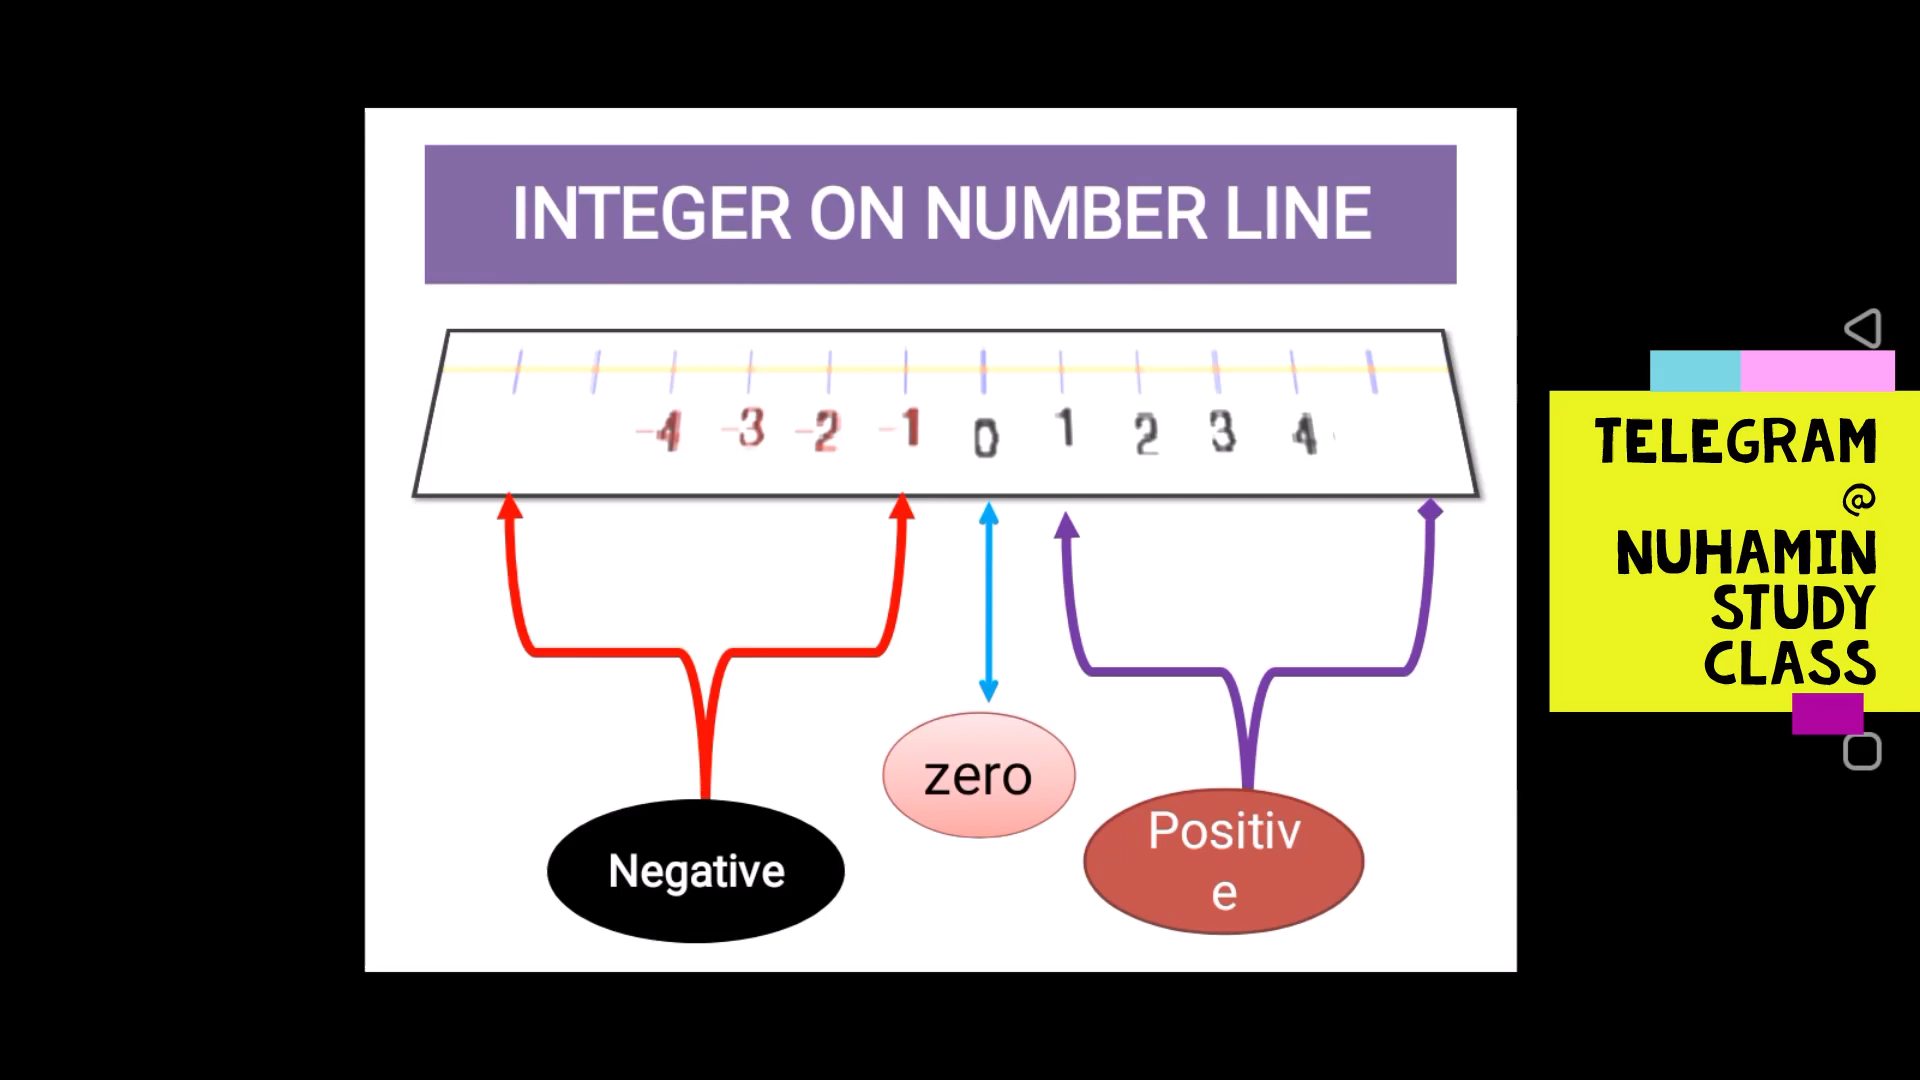 INTEGER ON NUMBER LINE
-4 -3 -2 -1 0 1 2 3 4
zero
Negative
Positiv
e
TELEGRAM
@
NUHAMIN
STUDY
CLASS